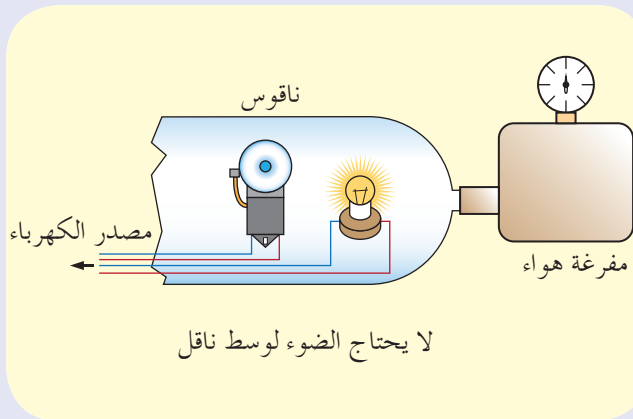 ناقوس
مصدر الكهرباء
مفرغة هواء
لا يحتاج الضوء لوسط ناقل